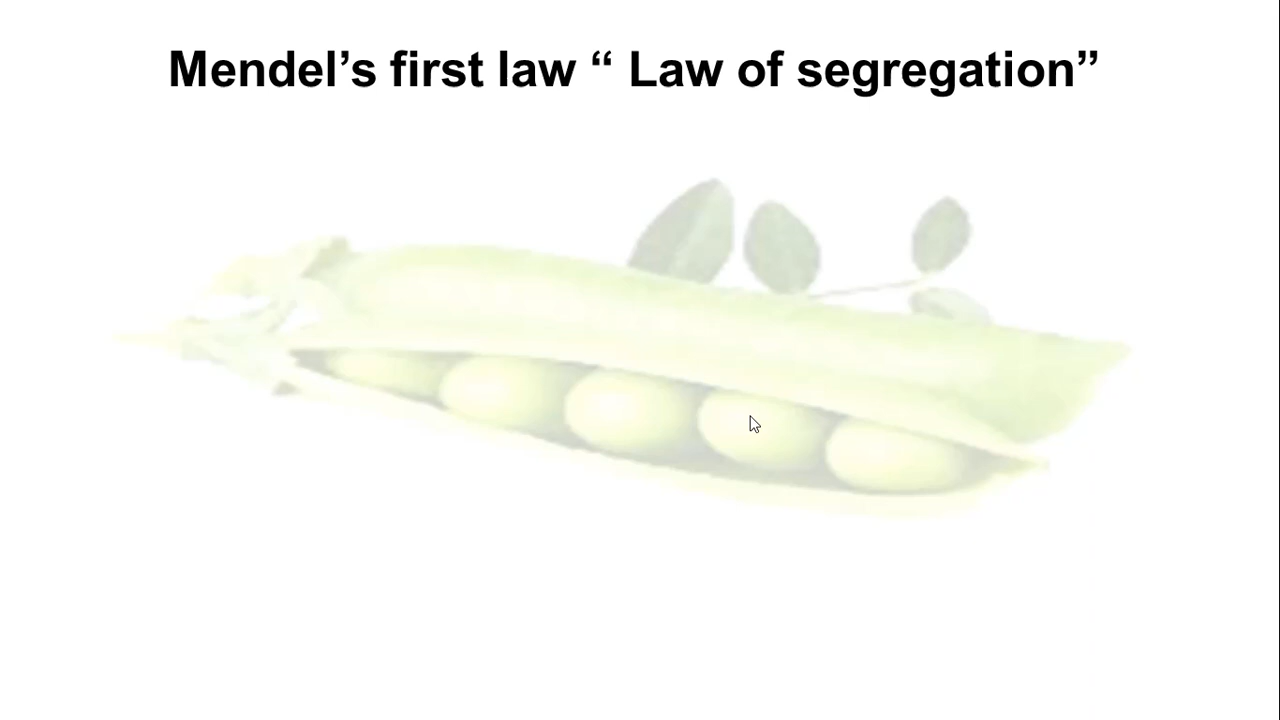 Mendel’s first law “ Law of segregation”